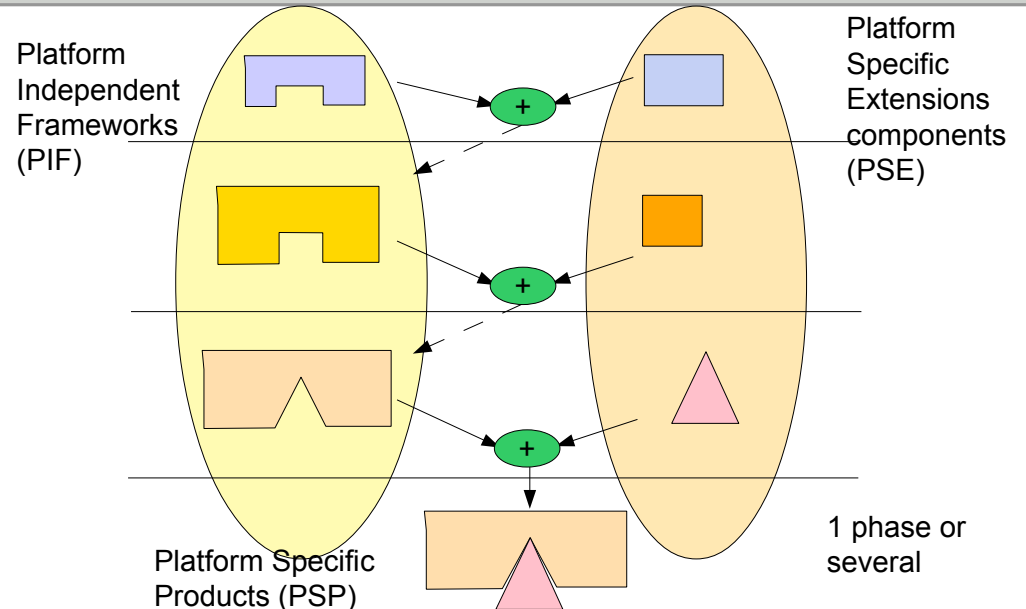 Platform
Independent
Frameworks
(PIF)
Platform
Specific
Extensions
components
(PSE)
+
+
+
Platform Specific
Products (PSP)
1 phase or
several